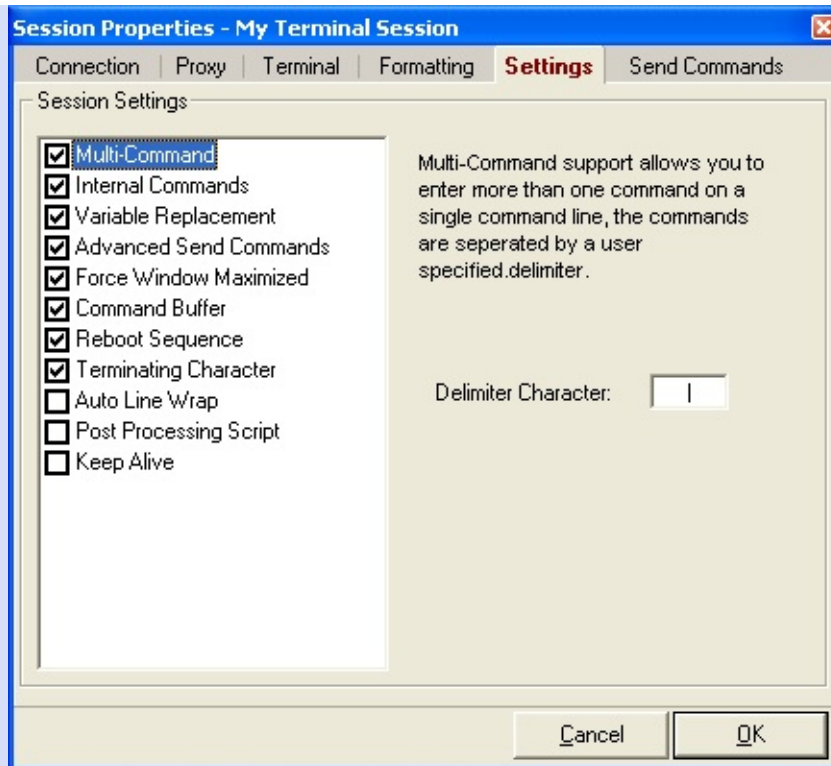 Session Properties - My Terminal Session
Connection | Proxy | Terminal | Formatting Settings Send Commands
Session Settings
Multi-Command
Internal Commands
Variable Replacement
Advanced Send Commands
Force Window Maximized
Command Buffer
Reboot Sequence
Terminating Character
Auto Line Wrap
Post Processing Script
Keep Alive
Multi-Command support allows you to
enter more than one command on a
single command line, the commands
are seperated by a user
specified.delimiter.
Delimiter Character: |
Cancel OK